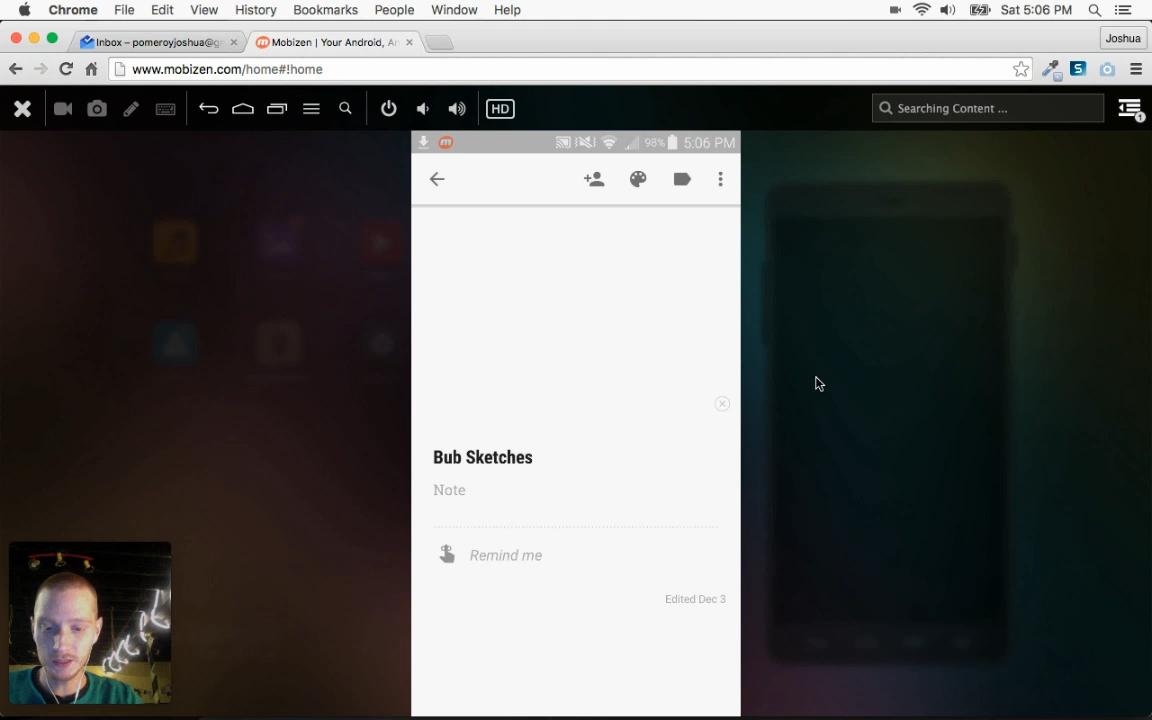 Chrome File Edit View History Bookmarks People Window Help Sat 5:06 PM
Inbox – pomeroyjoshua@g
Mobizen | Your Android, An
Joshua
www.mobizen.com/home#!home
HD
Searching Content ...
1
98% 5:06 PM
Bub Sketches
Note
Remind me
Edited Dec 3